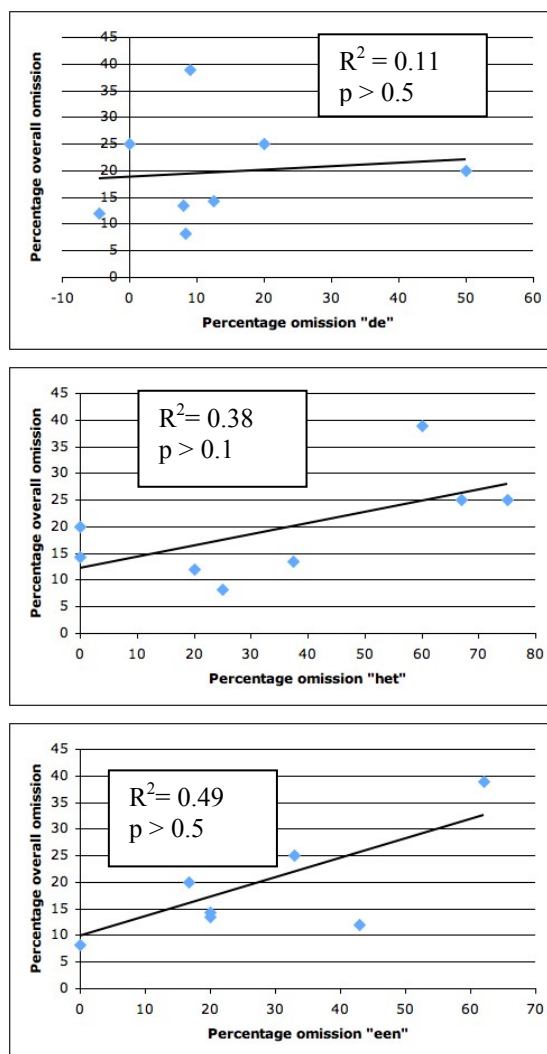 45
40
35
30
25
20
15
10
5
0
Percentage overall omission
R² = 0.11
p > 0.5
-10 0 10 20 30 40 50 60
Percentage omission "de"
45
40
35
30
25
20
15
10
5
0
Percentage overall omission
R²= 0.38
p > 0.1
0 10 20 30 40 50 60 70 80
Percentage omission "het"
45
40
35
30
25
20
15
10
5
0
Percentage overall omission
R² = 0.49
p > 0.5
0 10 20 30 40 50 60 70
Percentage omission "een"